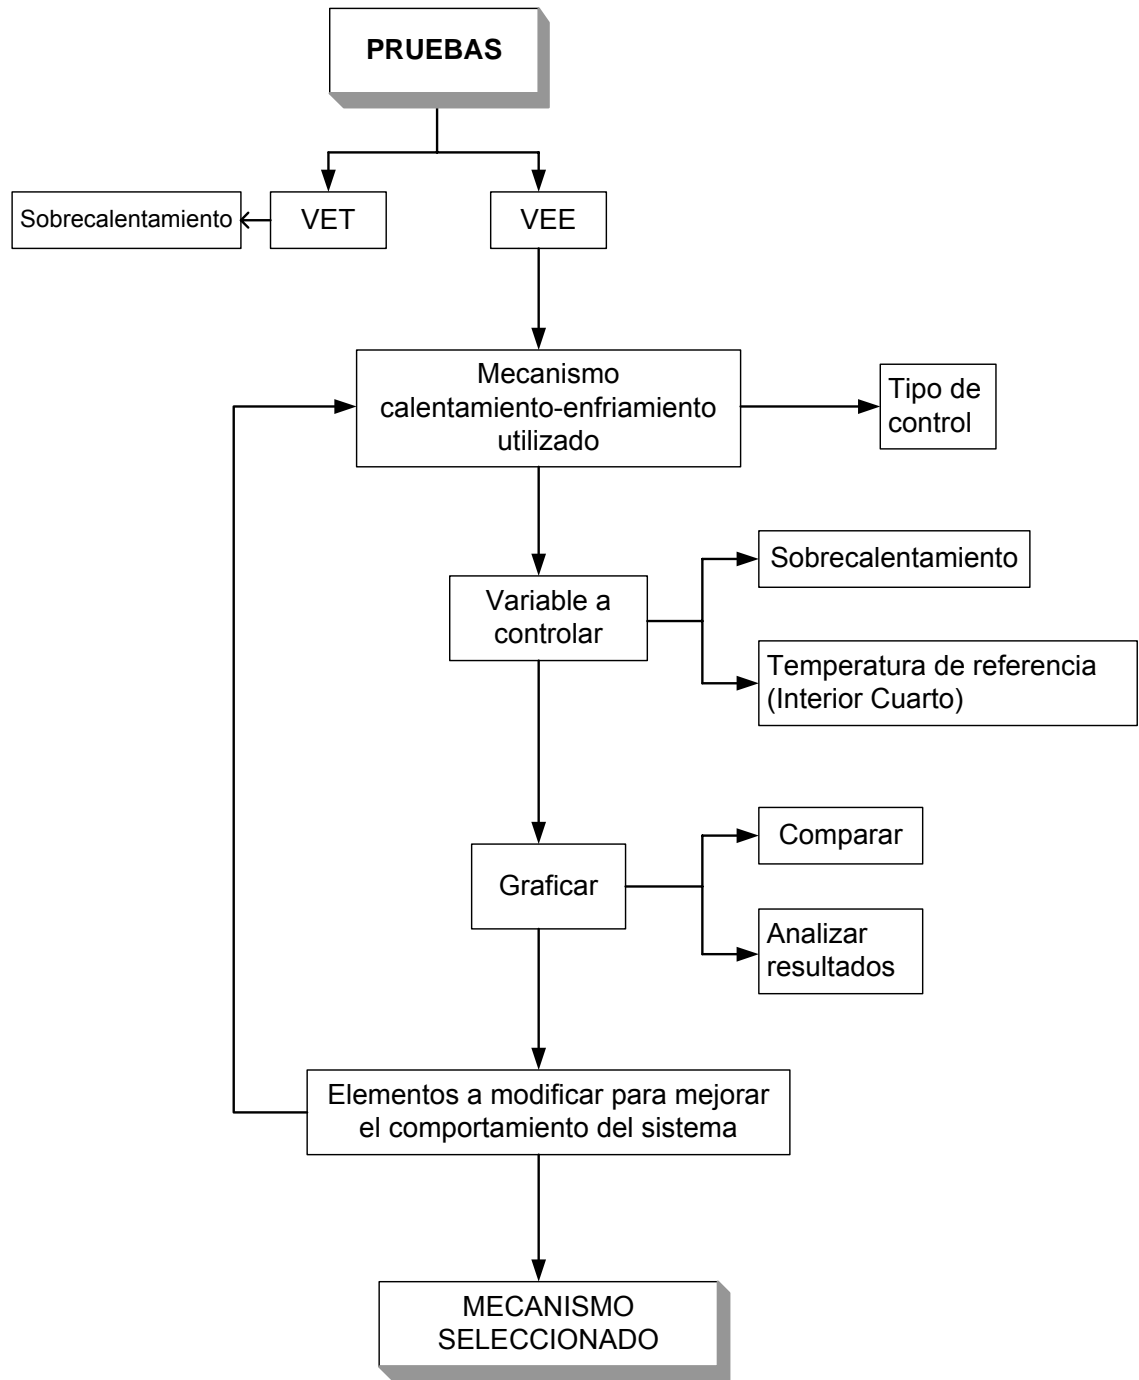 PRUEBAS
Sobrecalentamiento
VET
VEE
Mecanismo
calentamiento-enfriamiento
utilizado
Tipo de
control
Variable a
controlar
Sobrecalentamiento
Temperatura de referencia
(Interior Cuarto)
Graficar
Comparar
Analizar
resultados
Elementos a modificar para mejorar
el comportamiento del sistema
MECANISMO
SELECCIONADO